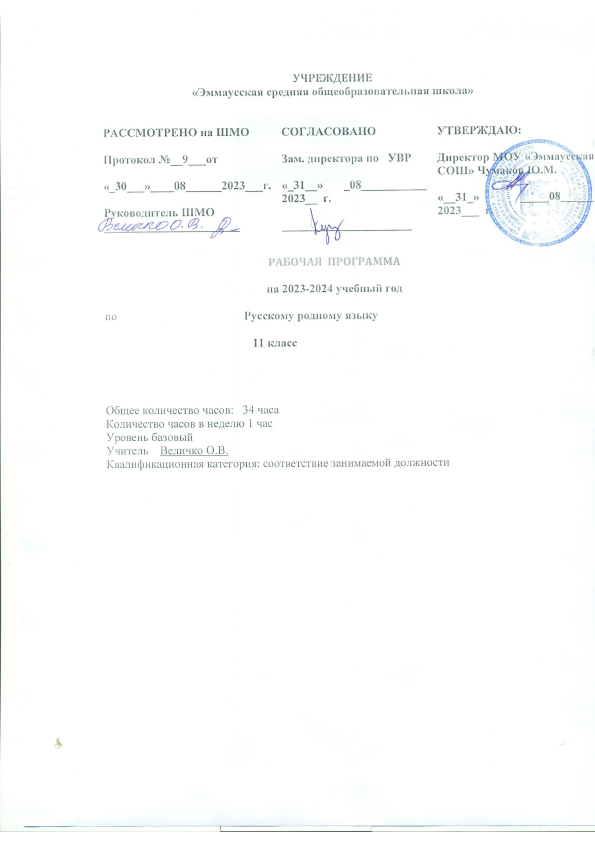 УЧРЕЖДЕНИЕ
«Эммаусская средняя общеобразовательная школа»
РАССМОТРЕНО на ШМО
Протокол №__9___от
«_30___»____08______2023___г.
Руководитель ШМО
Величко О. В.
СОГЛАСОВАНО
Зам. директора по УВР
«_31__» _08___________
2023__ г.
УТВЕРЖДАЮ:
Директор МОУ «Эммаусская
СОШ» Чумаков Ю.М.
«__31_» ____08_____
2023___ г.
РАБОЧАЯ ПРОГРАММА
на 2023-2024 учебный год
по Русскому родному языку
11 класс
Общее количество часов: 34 часа
Количество часов в неделю 1 час
Уровень базовый
Учитель Величко О.В.
Квалификационная категория: соответствие занимаемой должности